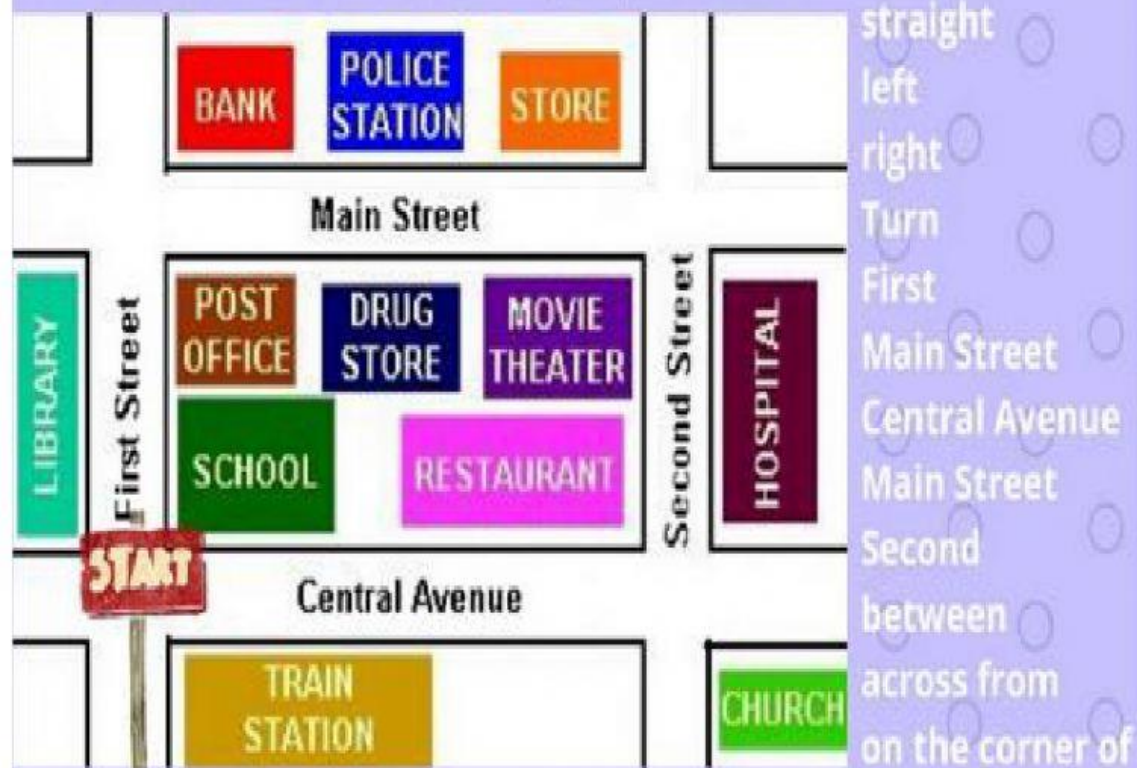 BANK
POLICE
STATION
STORE
Main Street
LIBRARY
First Street
POST
OFFICE
DRUG
STORE
MOVIE
THEATER
Second Street
HOSPITAL
SCHOOL
RESTAURANT
START
Central Avenue
TRAIN
STATION
CHURCH
straight
left
right
Turn
First
Main Street
Central Avenue
Main Street
Second
between
across from
on the corner of